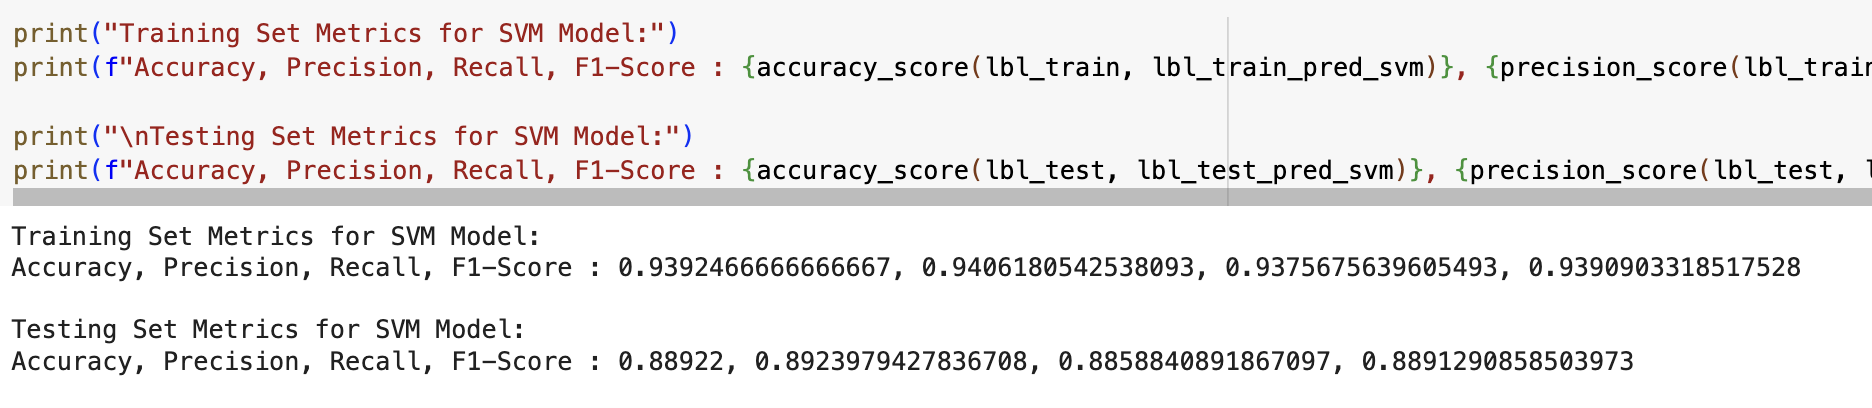 print("Training Set Metrics for SVM Model:")
print(f"Accuracy, Precision, Recall, F1-Score : {accuracy_score(lbl_train, lbl_train_pred_svm)}, {precision_score(lbl_train
print("\nTesting Set Metrics for SVM Model:")
print(f"Accuracy, Precision, Recall, F1-Score : {accuracy_score(lbl_test, lbl_test_pred_svm)}, {precision_score(lbl_test, l
Training Set Metrics for SVM Model:
Accuracy, Precision, Recall, F1-Score : 0.9392466666666667, 0.9406180542538093, 0.9375675639605493, 0.9390903318517528
Testing Set Metrics for SVM Model:
Accuracy, Precision, Recall, F1-Score : 0.88922, 0.8923979427836708, 0.8858840891867097, 0.8891290858503973